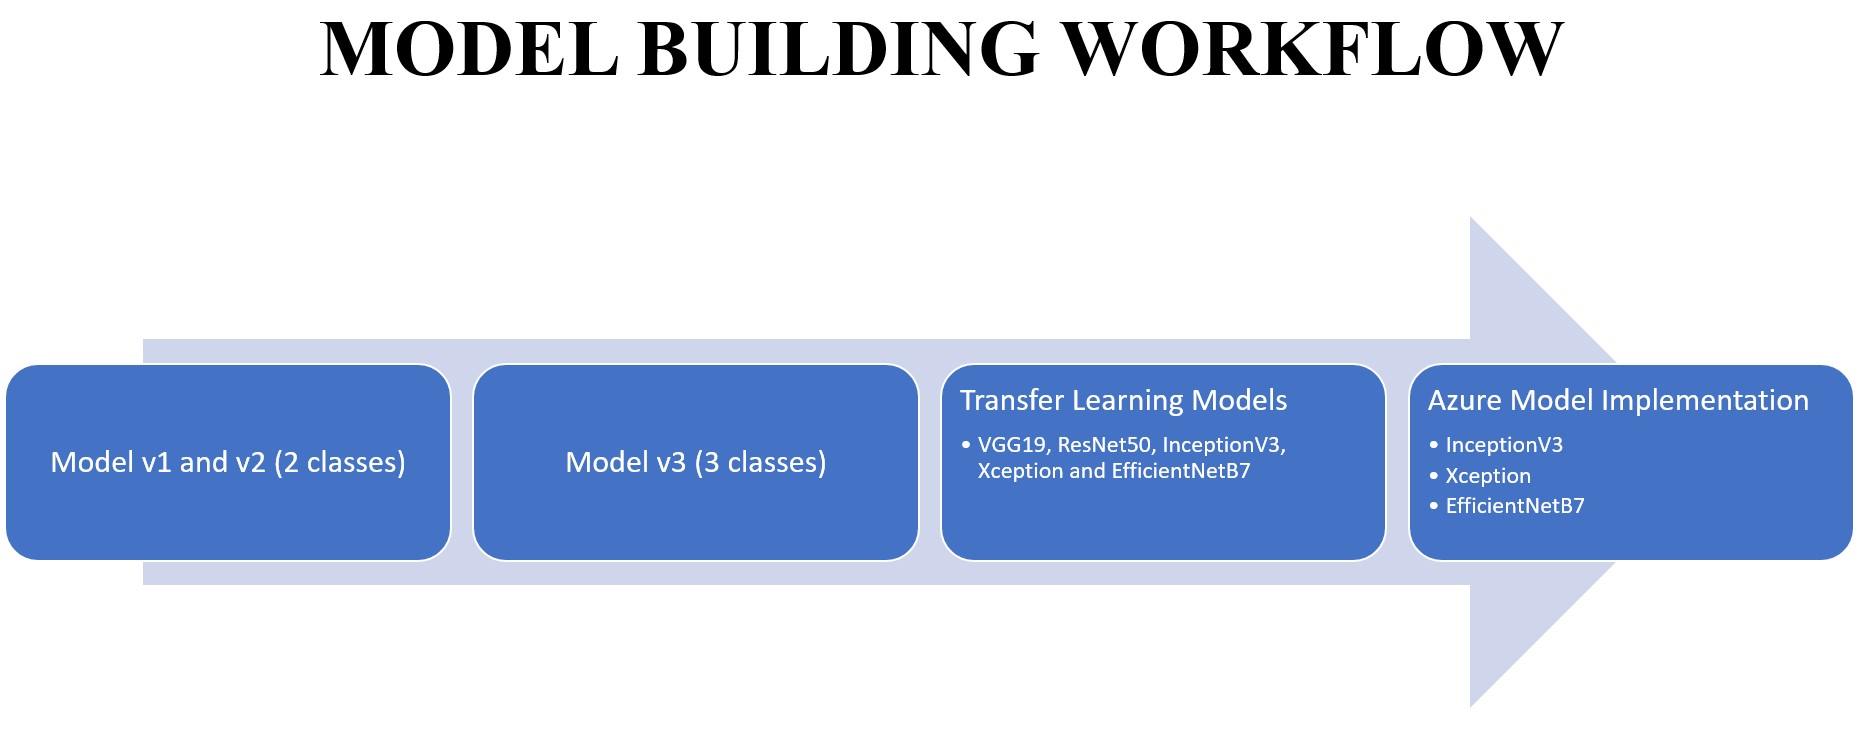 MODEL BUILDING WORKFLOW
Model v1 and v2 (2 classes)
Model v3 (3 classes)
Transfer Learning Models
• VGG19, ResNet50, InceptionV3,
Xception and EfficientNetB7
Azure Model Implementation
• InceptionV3
• Xception
• EfficientNetB7